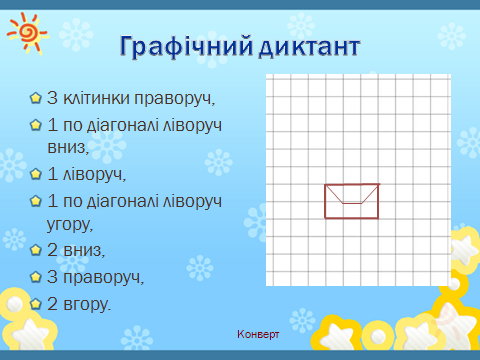 Графічний диктант
3 клітинки праворуч,
1 по діагоналі ліворуч
вниз,
1 ліворуч,
1 по діагоналі ліворуч
угору,
2 вниз,
3 праворуч,
2 вгору.
Конверт